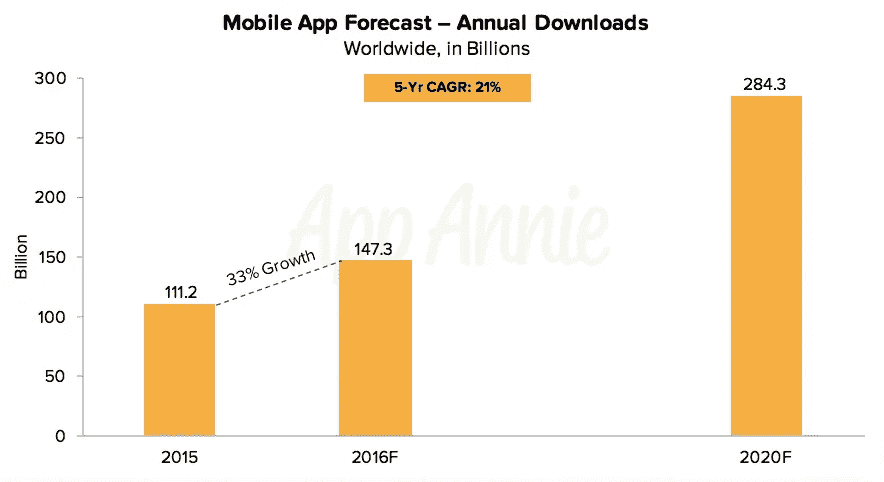 Mobile App Forecast – Annual Downloads
Worldwide, in Billions
5-Yr CAGR: 21%
App Annie
Billion
300
250
200
150
100
50
0
111.2
33% Growth
147.3
284.3
2015
2016F
2020F